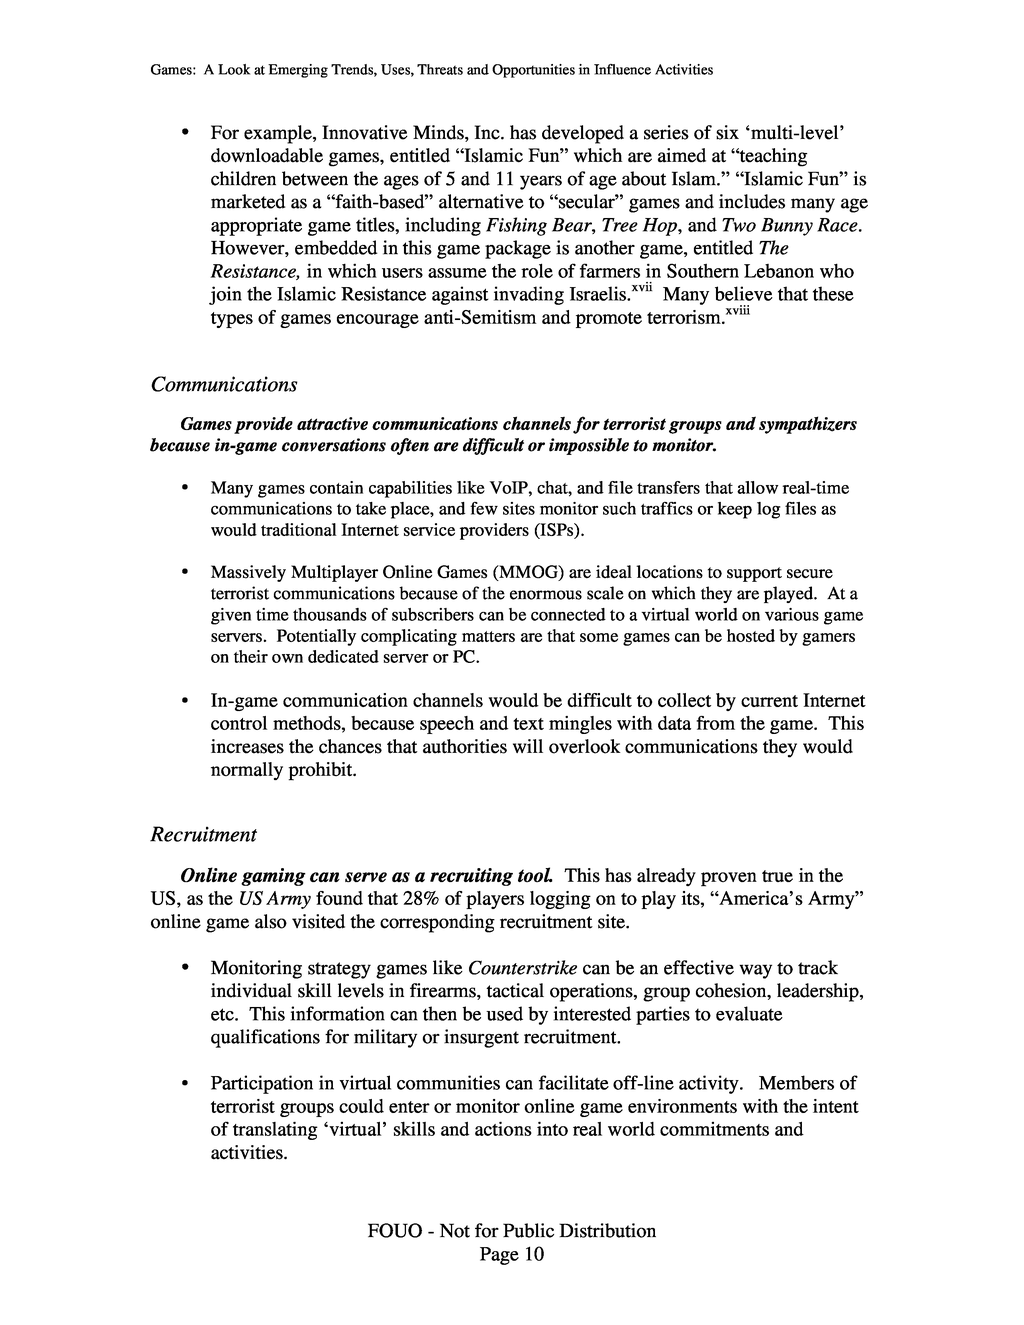 Games:  A Look at Emerging Trends, Uses, Threats and Opportunities in Influence Activities
• For example, Innovative Minds, Inc. has developed a series of six ‘multi-level’
downloadable games, entitled “Islamic Fun” which are aimed at “teaching
children between the ages of 5 and 11 years of age about Islam.” “Islamic Fun” is
marketed as a “faith-based” alternative to “secular” games and includes many age
appropriate game titles, including Fishing Bear, Tree Hop, and Two Bunny Race.
However, embedded in this game package is another game, entitled The
Resistance, in which users assume the role of farmers in Southern Lebanon who
join the Islamic Resistance against invading Israelis.xvii  Many believe that these
types of games encourage anti-Semitism and promote terrorism.xviii
Communications
Games provide attractive communications channels for terrorist groups and sympathizers
because in-game conversations often are difficult or impossible to monitor.
• Many games contain capabilities like VoIP, chat, and file transfers that allow real-time
communications to take place, and few sites monitor such traffics or keep log files as
would traditional Internet service providers (ISPs).
• Massively Multiplayer Online Games (MMOG) are ideal locations to support secure
terrorist communications because of the enormous scale on which they are played.  At a
given time thousands of subscribers can be connected to a virtual world on various game
servers.  Potentially complicating matters are that some games can be hosted by gamers
on their own dedicated server or PC.
• In-game communication channels would be difficult to collect by current Internet
control methods, because speech and text mingles with data from the game.  This
increases the chances that authorities will overlook communications they would
normally prohibit.
Recruitment
Online gaming can serve as a recruiting tool.  This has already proven true in the
US, as the US Army found that 28% of players logging on to play its, “America’s Army”
online game also visited the corresponding recruitment site.
• Monitoring strategy games like Counterstrike can be an effective way to track
individual skill levels in firearms, tactical operations, group cohesion, leadership,
etc.  This information can then be used by interested parties to evaluate
qualifications for military or insurgent recruitment.
• Participation in virtual communities can facilitate off-line activity.   Members of
terrorist groups could enter or monitor online game environments with the intent
of translating ‘virtual’ skills and actions into real world commitments and
activities.
FOUO - Not for Public Distribution
Page 10